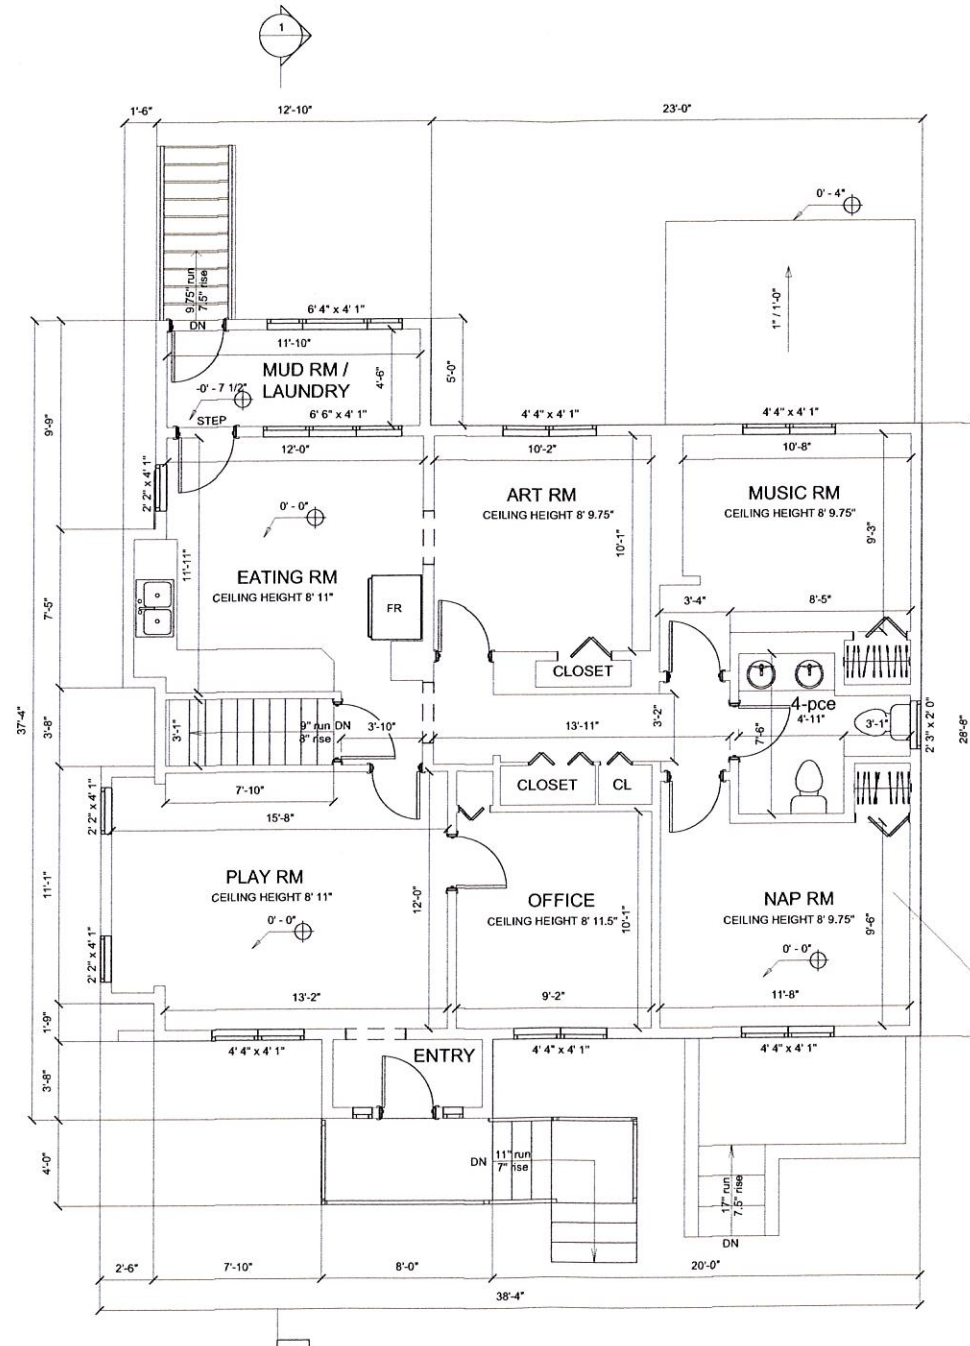 1
1'-6"
12'-10"
23'-0"
0' - 4"
9.75" run
7.5" rise
DN
6' 4" x 4' 1"
1" / 1'-0"
11'-10"
MUD RM /
LAUNDRY
4'-6"
5'-0"
-0' - 7 1/2"
STEP
6' 6" x 4' 1"
4' 4" x 4' 1"
4' 4" x 4' 1"
9'-9"
12'-0"
10'-2"
10'-8"
2' 2" x 4' 1"
ART RM
CEILING HEIGHT 8' 9.75"
MUSIC RM
CEILING HEIGHT 8' 9.75"
0' - 0"
10'-1"
9'-3"
11'-11"
EATING RM
CEILING HEIGHT 8' 11"
FR
7'-5"
3'-4"
8'-5"
CLOSET
4-pce
4'-11"
37'-4"
3'-8"
3'-1"
9" run
8" rise
DN
3'-10"
13'-11"
3'-2"
7'-6"
3'-1"
2' 3" x 2' 0"
28'-8"
7'-10"
CLOSET
CL
2' 2" x 4' 1"
15'-8"
11'-1"
PLAY RM
CEILING HEIGHT 8' 11"
12'-0"
OFFICE
CEILING HEIGHT 8' 11.5"
10'-1"
NAP RM
CEILING HEIGHT 8' 9.75"
9'-6"
0' - 0"
0' - 0"
2' 2" x 4' 1"
13'-2"
9'-2"
11'-8"
1'-9"
4' 4" x 4' 1"
ENTRY
4' 4" x 4' 1"
4' 4" x 4' 1"
3'-8"
4'-0"
DN
11" run
7" rise
17" run
7.5" rise
DN
2'-6"
7'-10"
8'-0"
20'-0"
38'-4"